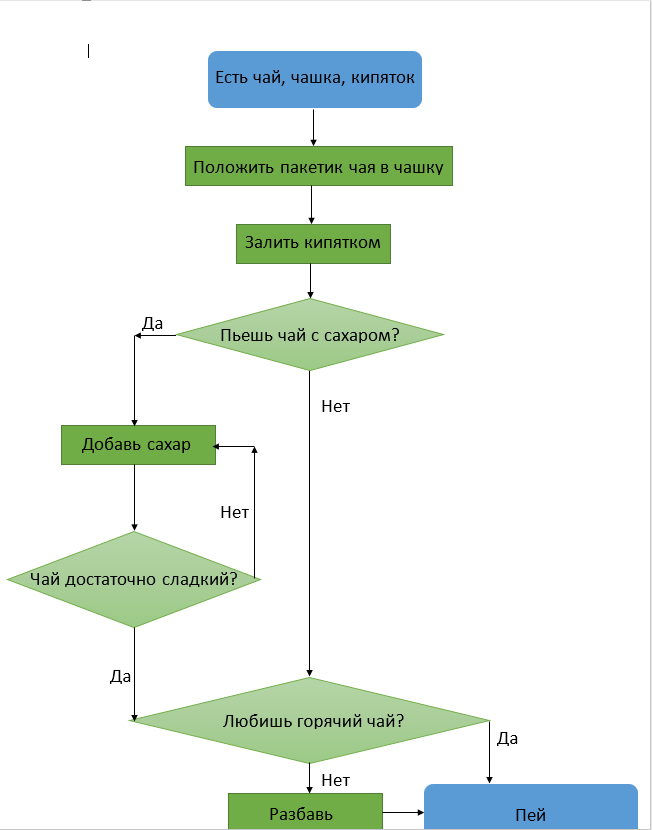 Есть чай, чашка, кипяток
Положить пакетик чая в чашку
Залить кипятком
Пьешь чай с сахаром?
Да
Нет
Добавь сахар
Нет
Чай достаточно сладкий?
Да
Любишь горячий чай?
Да
Нет
Разбавь
Пей